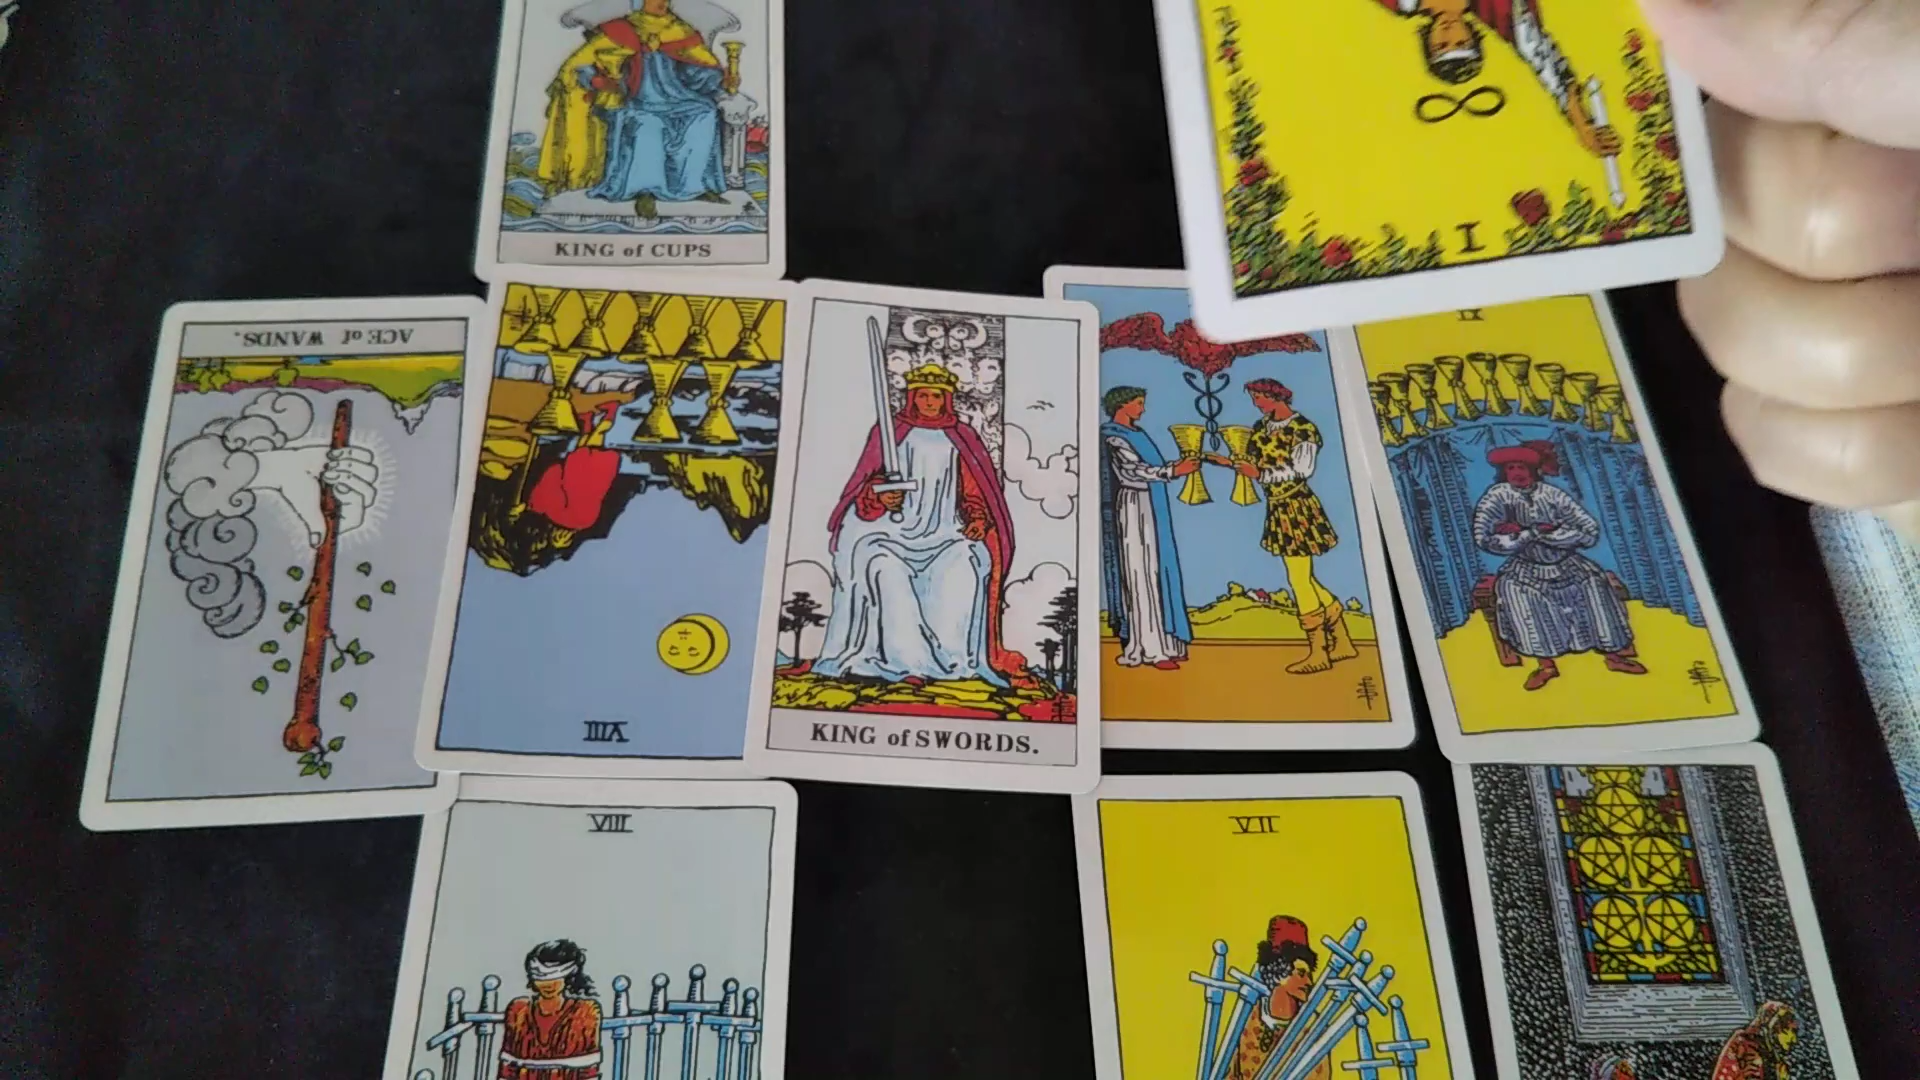 KING of CUPS
I
ACE of WANDS.
VIII
KING of SWORDS.
VIII
VII